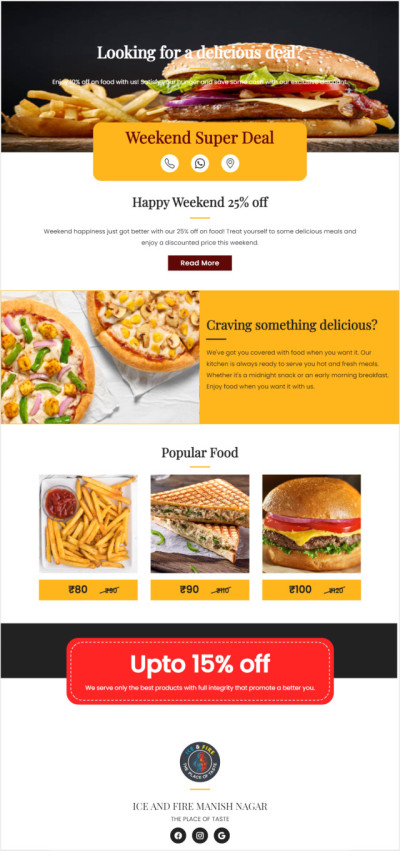 Looking for a delicious deal?
Enjoy 10% off on food with us! Satisfy your hunger and save some cash with our exclusive discount.
Weekend Super Deal
Happy Weekend 25% off
Weekend happiness just got better with our 25% off on food! Treat yourself to some delicious meals and
enjoy a discounted price this weekend.
Read More
Craving something delicious?
We've got you covered with food when you want it. Our
kitchen is always ready to serve you hot and fresh meals.
Whether it's a midnight snack or an early morning breakfast.
Enjoy food when you want it with us.
Popular Food
₹80 ₹90
₹90 ₹110
₹100 ₹120
Upto 15% off
We serve only the best products with full integrity that promote a better you.
ICE & FIRE
THE PLACE OF TASTE
ICE AND FIRE MANISH NAGAR
THE PLACE OF TASTE